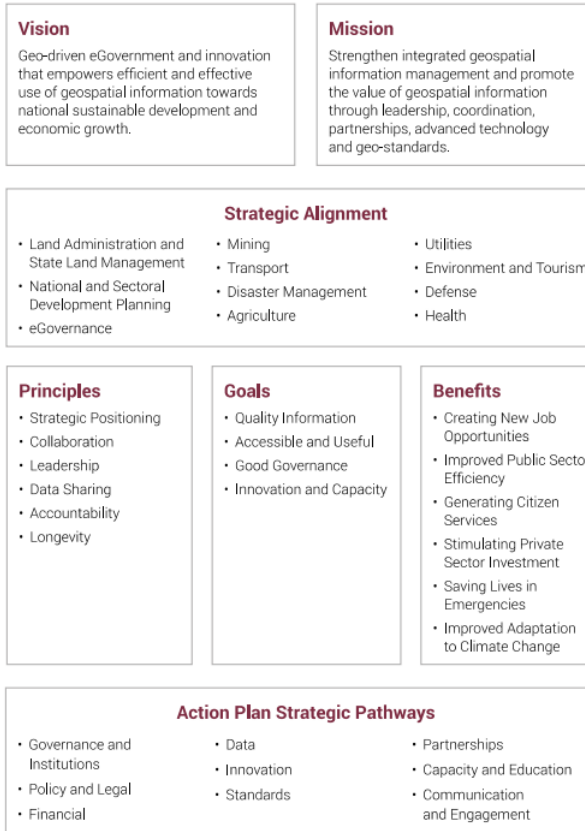 Vision
Geo-driven eGovernment and innovation
that empowers efficient and effective
use of geospatial information towards
national sustainable development and
economic growth.
Mission
Strengthen integrated geospatial
information management and promote
the value of geospatial information
through leadership, coordination,
partnerships, advanced technology
and geo-standards.
Strategic Alignment
• Land Administration and
State Land Management
• National and Sectoral
Development Planning
• eGovernance
• Mining
• Transport
• Disaster Management
• Agriculture
• Utilities
• Environment and Tourism
• Defense
• Health
Principles
• Strategic Positioning
• Collaboration
• Leadership
• Data Sharing
• Accountability
• Longevity
Goals
• Quality Information
• Accessible and Useful
• Good Governance
• Innovation and Capacity
Benefits
• Creating New Job
Opportunities
• Improved Public Secto
Efficiency
• Generating Citizen
Services
• Stimulating Private
Sector Investment
• Saving Lives in
Emergencies
• Improved Adaptation
to Climate Change
Action Plan Strategic Pathways
• Governance and
Institutions
• Policy and Legal
• Financial
• Data
• Innovation
• Standards
• Partnerships
• Capacity and Education
• Communication
and Engagement